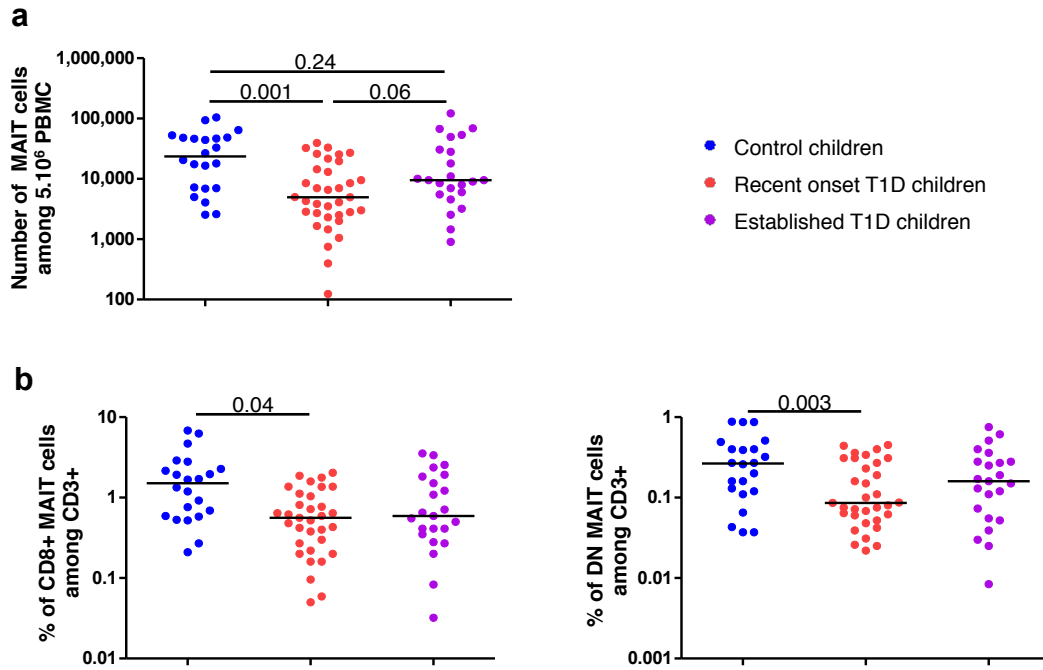 a
Number of MAIT cells
among 5.10⁶ PBMC
1,000,000
100,000
10,000
1,000
100
0.24
0.001
0.06
Control children
Recent onset T1D children
Established T1D children
b
% of CD8+ MAIT cells
among CD3+
10
1
0.1
0.01
0.04
% of DN MAIT cells
among CD3+
1
0.1
0.01
0.001
0.003